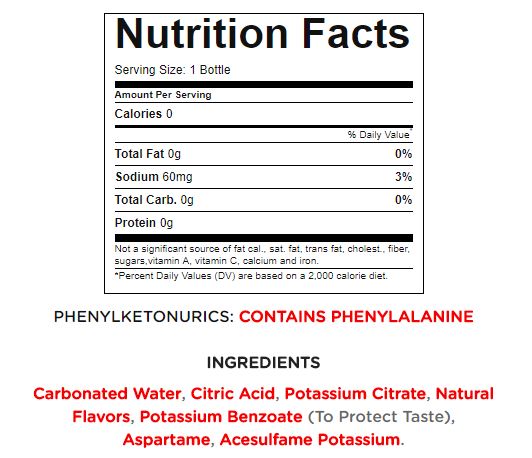 Nutrition Facts
Serving Size: 1 Bottle
Amount Per Serving
Calories 0
% Daily Value*
Total Fat 0g 0%
Sodium 60mg 3%
Total Carb. 0g 0%
Protein 0g
Not a significant source of fat cal., sat. fat, trans fat, cholest., fiber,
sugars,vitamin A, vitamin C, calcium and iron.
*Percent Daily Values (DV) are based on a 2,000 calorie diet.
PHENYLKETONURICS: CONTAINS PHENYLALANINE
INGREDIENTS
Carbonated Water, Citric Acid, Potassium Citrate, Natural
Flavors, Potassium Benzoate (To Protect Taste),
Aspartame, Acesulfame Potassium.